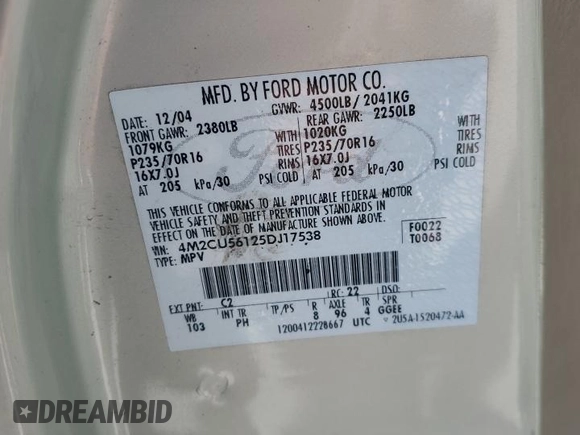 MFD. BY FORD MOTOR CO.
DATE: 12/04 GVWR: 4500LB/ 2041KG
FRONT GAWR: 2380LB REAR GAWR: 2250LB
1079KG WITH 1020KG WITH
P235/70R16 TIRES P235/70R16 TIRES
16X7.0J RIMS 16X7.0J RIMS
AT 205 kPa/30 PSI COLD AT 205 kPa/30 PSI COLD
Ford
THIS VEHICLE CONFORMS TO ALL APPLICABLE FEDERAL MOTOR
VEHICLE SAFETY AND THEFT PREVENTION STANDARDS IN
EFFECT ON THE DATE OF MANUFACTURE SHOWN ABOVE.
VIN: 4M2CU56125DJ17538 F0022
TYPE: MPV T0068
EXT PNT: C2 RC: 22 DSO:
WB INT TR TP/PS R AXLE TR SPR
103 PH 8 96 4 GGEE
1200412228667 UTC 2U5A-1520472-AA
DREAMBID